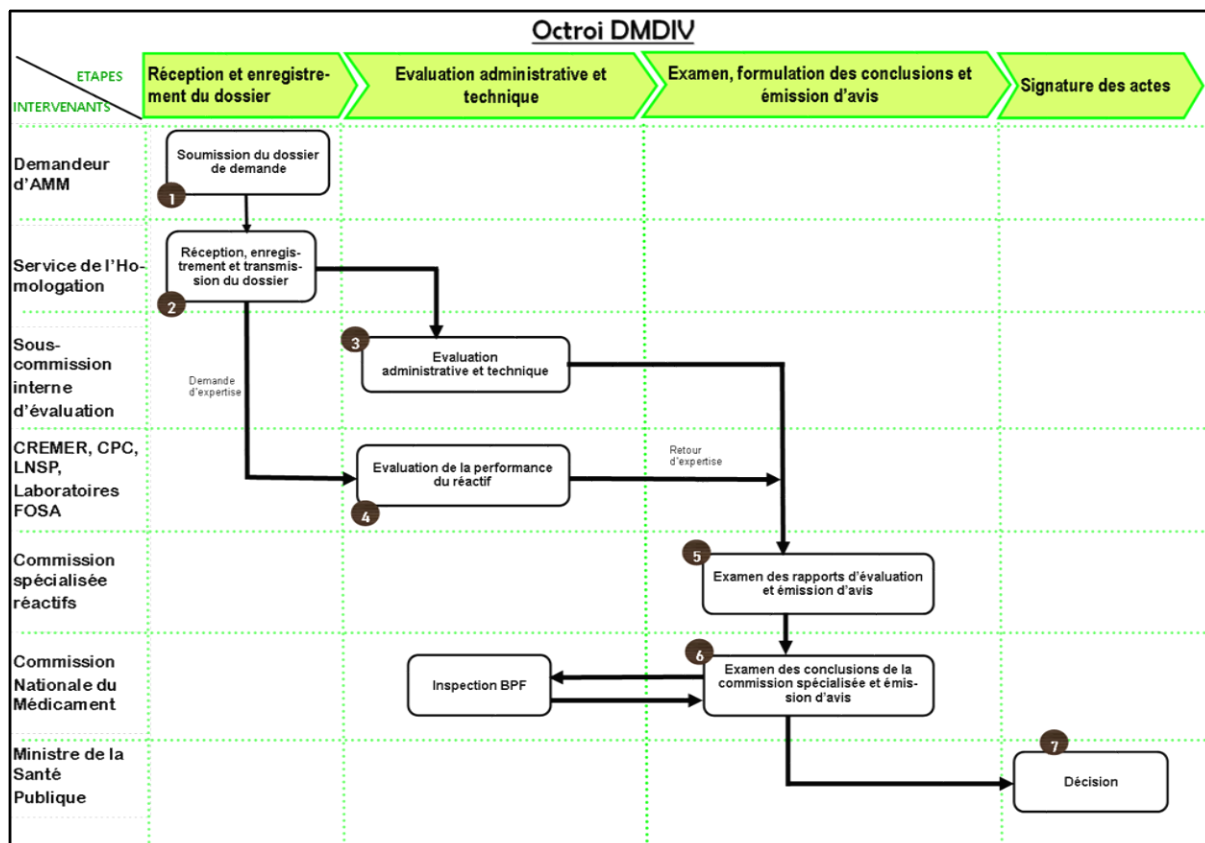 Octroi DMDIV
ETAPES
INTERVENANTS
Réception et enregistre-
ment du dossier
Evaluation administrative et
technique
Examen, formulation des conclusions et
émission d'avis
Signature des actes
Demandeur
d'AMM
Soumission du dossier
de demande
1
Service de l'Ho-
mologation
Réception, enregis-
trement et transmis-
sion du dossier
2
Sous-
commission
interne
d'évaluation
3
Evaluation
administrative et technique
Demande
d'expertise
CREMER, CPC,
LNSP,
Laboratoires
FOSA
Evaluation de la performance
du réactif
4
Retour
d'expertise
Commission
spécialisée
réactifs
5
Examen des rapports d'évaluation
et émission d'avis
Commission
Nationale du
Médicament
Inspection BPF
6
Examen des conclusions de la
commission spécialisée et émis-
sion d'avis
Ministre de la
Santé
Publique
7
Décision